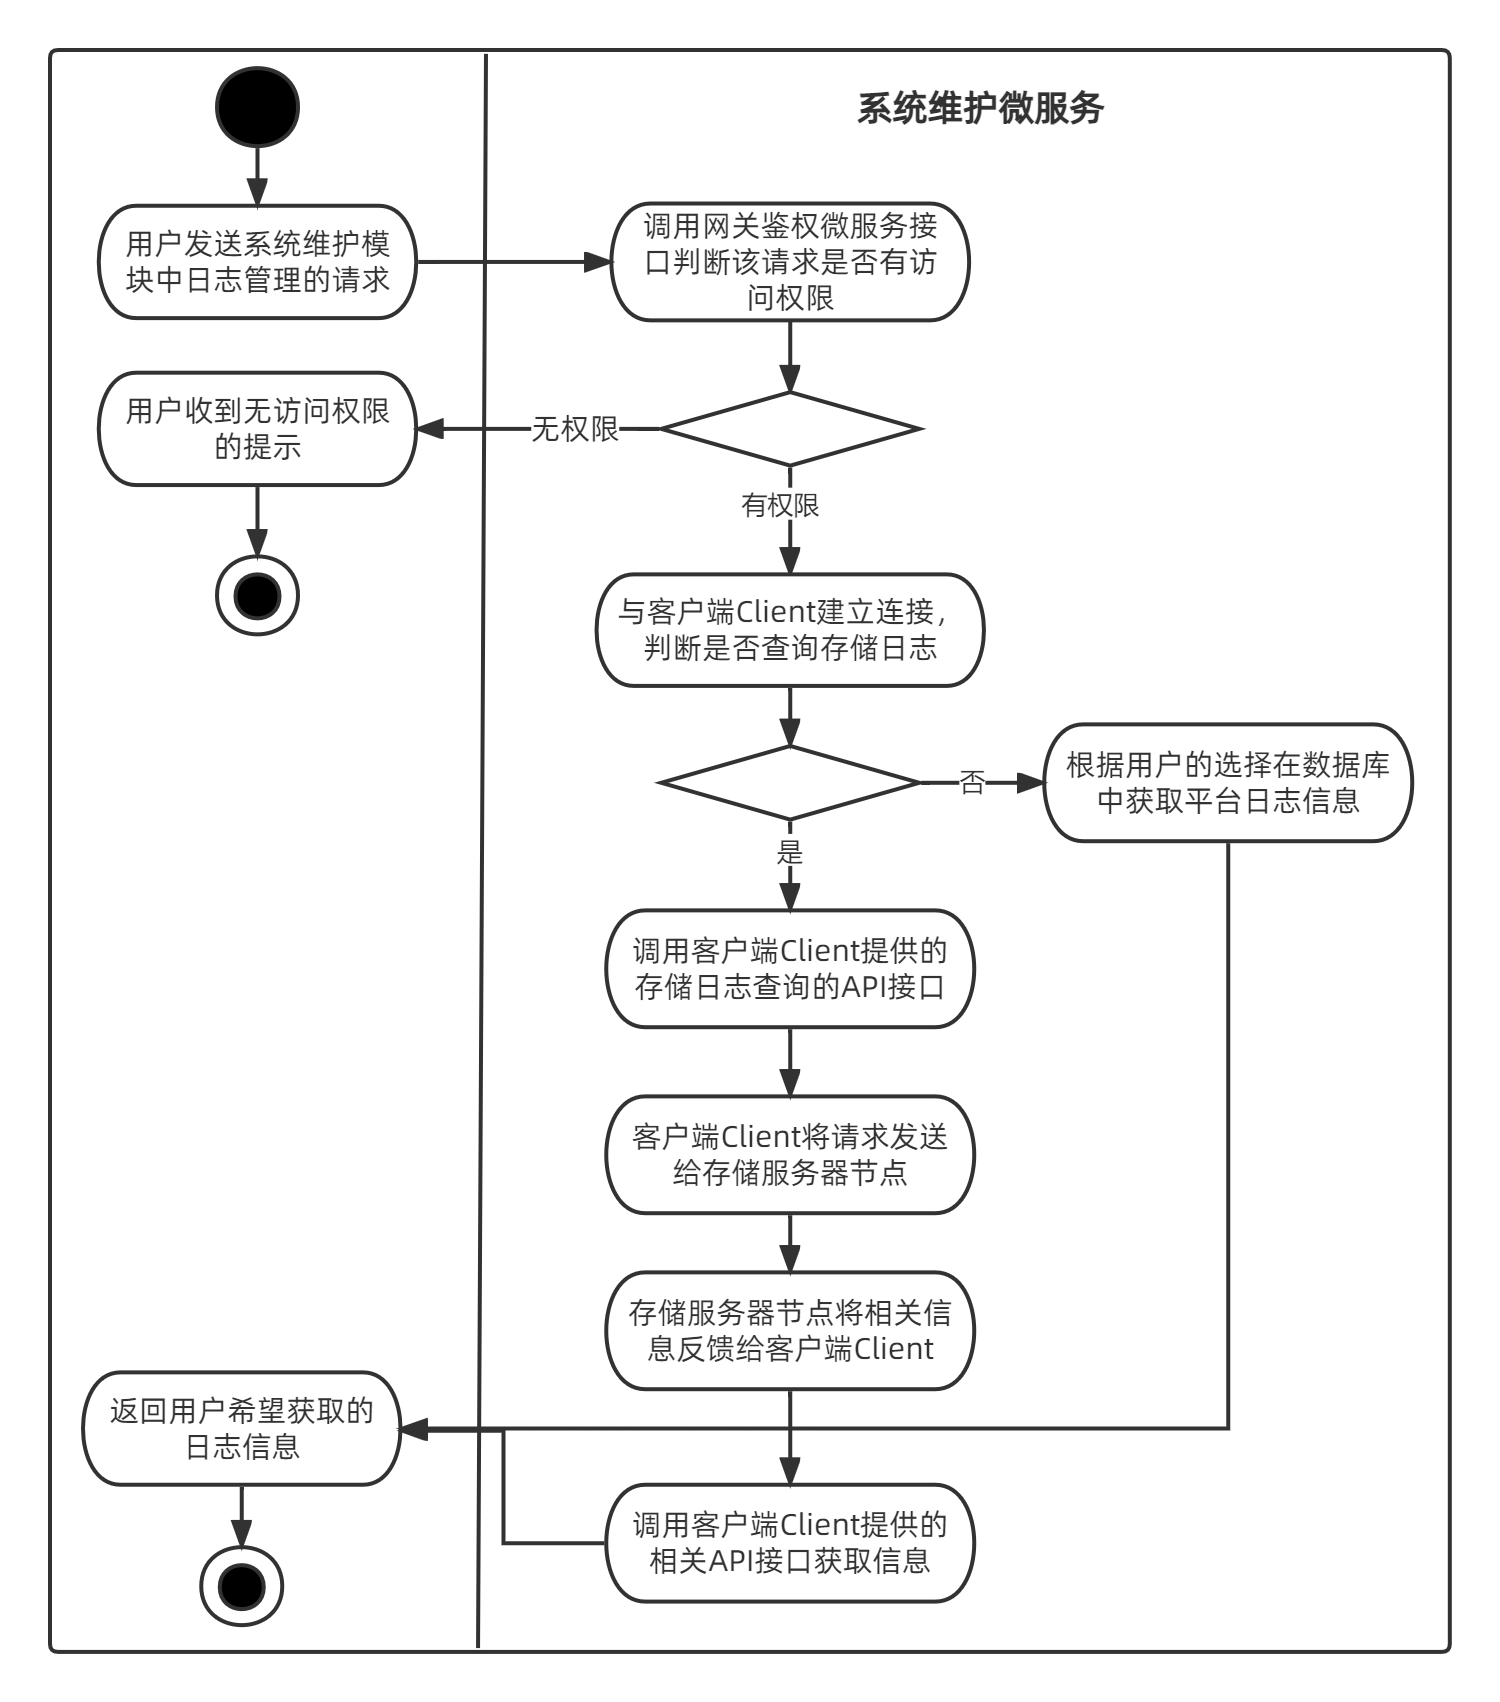 系统维护微服务
用户发送系统维护模
块中日志管理的请求
调用网关鉴权微服务接
口判断该请求是否有访
问权限
用户收到无访问权限
的提示
无权限
有权限
与客户端Client建立连接，
判断是否查询存储日志
否
根据用户的选择在数据库
中获取平台日志信息
是
调用客户端Client提供的
存储日志查询的API接口
客户端Client将请求发送
给存储服务器节点
存储服务器节点将相关信
息反馈给客户端Client
返回用户希望获取的
日志信息
调用客户端Client提供的
相关API接口获取信息